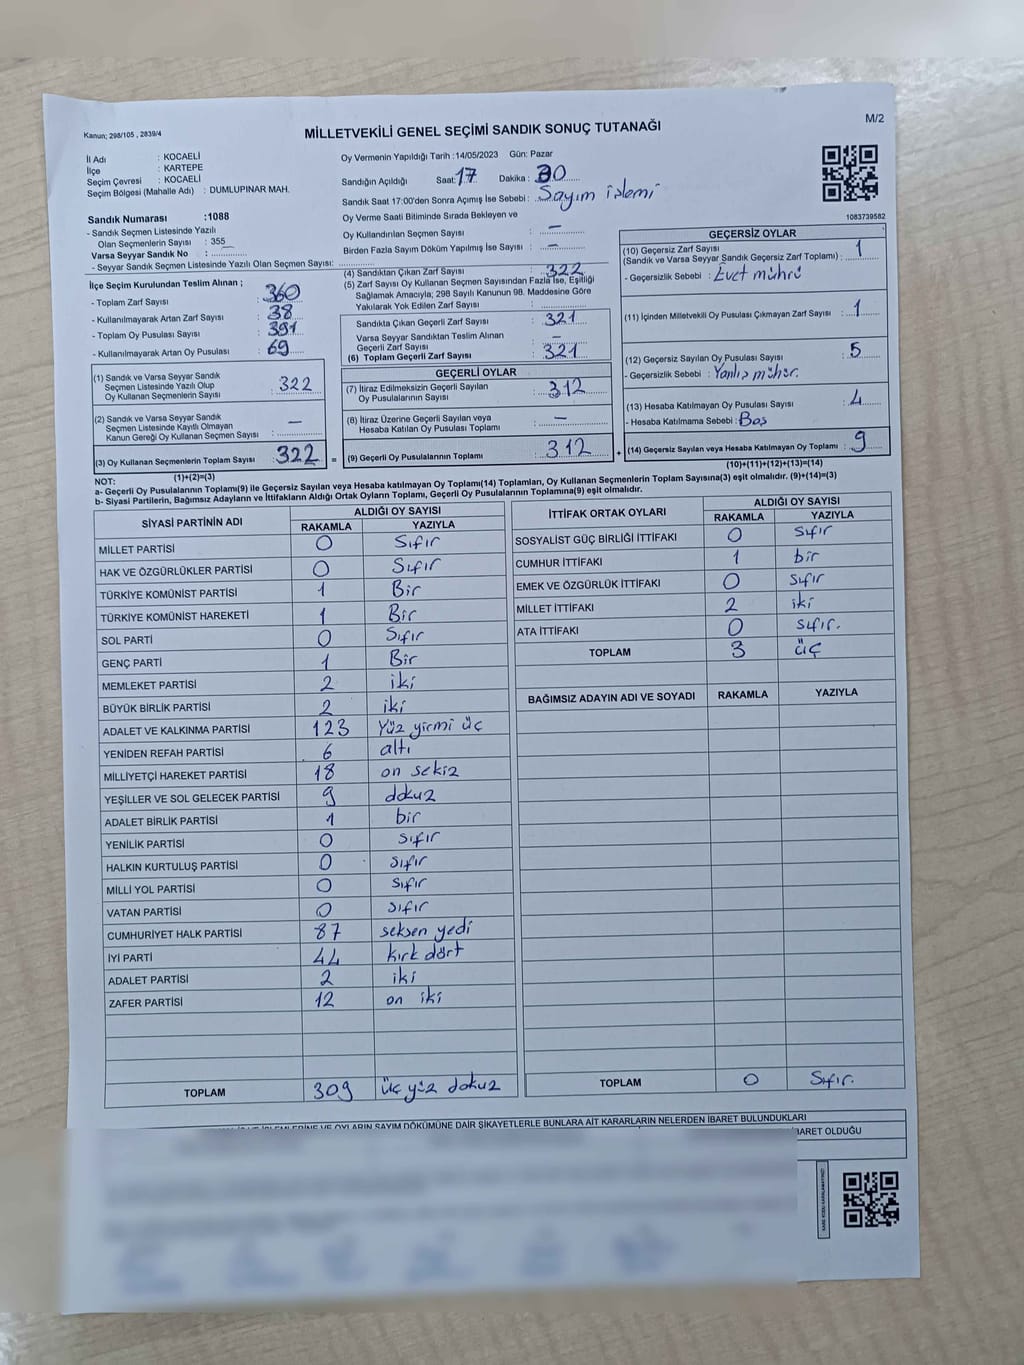 Kanun; 298/105 , 2839/4
MİLLETVEKİLİ GENEL SEÇİMİ SANDIK SONUÇ TUTANAĞI
M/2
İl Adı : KOCAELİ
İlçe : KARTEPE
Seçim Çevresi : KOCAELİ
Seçim Bölgesi (Mahalle Adı) : DUMLUPINAR MAH.
Sandık Numarası :1088
- Sandık Seçmen Listesinde Yazılı
Olan Seçmenlerin Sayısı : 355
Varsa Seyyar Sandık No :
- Seyyar Sandık Seçmen Listesinde Yazılı Olan Seçmen Sayısı:
Oy Vermenin Yapıldığı Tarih :14/05/2023 Gün: Pazar
Sandığın Açıldığı Saat: 17 Dakika : 30
Sandık Saat 17:00'den Sonra Açımış İse Sebebi : Sayım işlemi
Oy Verme Saati Bitiminde Sırada Bekleyen ve
Oy Kullandırılan Seçmen Sayısı : —
Birden Fazla Sayım Döküm Yapılmış İse Sayısı : —
1083739582
İlçe Seçim Kurulundan Teslim Alınan ;
- Toplam Zarf Sayısı : 360
- Kullanılmayarak Artan Zarf Sayısı : 38
- Toplam Oy Pusulası Sayısı : 391
- Kullanılmayarak Artan Oy Pusulası : 69
(4) Sandıktan Çıkan Zarf Sayısı : 322
(5) Zarf Sayısı Oy Kullanan Seçmen Sayısından Fazla İse, Eşitliği
Sağlamak Amacıyla; 298 Sayılı Kanunun 98. Maddesine Göre
Yakılarak Yok Edilen Zarf Sayısı :
Sandıkta Çıkan Geçerli Zarf Sayısı : 321
Varsa Seyyar Sandıktan Teslim Alınan
Geçerli Zarf Sayısı : —
(6) Toplam Geçerli Zarf Sayısı : 321
GEÇERSİZ OYLAR
(10) Geçersiz Zarf Sayısı
(Sandık ve Varsa Seyyar Sandık Geçersiz Zarf Toplamı) : 1
- Geçersizlik Sebebi : Evet mührü
(11) İçinden Milletvekili Oy Pusulası Çıkmayan Zarf Sayısı : 1
(12) Geçersiz Sayılan Oy Pusulası Sayısı : 5
- Geçersizlik Sebebi : Yanlış mühür.
(13) Hesaba Katılmayan Oy Pusulası Sayısı : 4
- Hesaba Katılmama Sebebi : Boş
(14) Geçersiz Sayılan veya Hesaba Katılmayan Oy Toplamı : 9
(10)+(11)+(12)+(13)=(14)
(1) Sandık ve Varsa Seyyar Sandık
Seçmen Listesinde Yazılı Olup
Oy Kullanan Seçmenlerin Sayısı : 322
(2) Sandık ve Varsa Seyyar Sandık
Seçmen Listesinde Kayıtlı Olmayan
Kanun Gereği Oy Kullanan Seçmen Sayısı : —
(3) Oy Kullanan Seçmenlerin Toplam Sayısı : 322 =
(1)+(2)=(3)
GEÇERLİ OYLAR
(7) İtiraz Edilmeksizin Geçerli Sayılan
Oy Pusulalarının Sayısı : 312
(8) İtiraz Üzerine Geçerli Sayılan veya
Hesaba Katılan Oy Pusulası Toplamı : —
(9) Geçerli Oy Pusulalarının Toplamı : 312 +
NOT:
a- Geçerli Oy Pusulalarının Toplamı(9) ile Geçersiz Sayılan veya Hesaba katılmayan Oy Toplamı(14) Toplamları, Oy Kullanan Seçmenlerin Toplam Sayısına(3) eşit olmalıdır. (9)+(14)=(3)
b- Siyasi Partilerin, Bağımsız Adayların ve İttifakların Aldığı Ortak Oyların Toplamı, Geçerli Oy Pusulalarının Toplamına(9) eşit olmalıdır.
SİYASİ PARTİNİN ADI ALDIĞI OY SAYISI
RAKAMLA YAZIYLA
MİLLET PARTİSİ 0 Sıfır
HAK VE ÖZGÜRLÜKLER PARTİSİ 0 Sıfır
TÜRKİYE KOMÜNİST PARTİSİ 1 Bir
TÜRKİYE KOMÜNİST HAREKETİ 1 Bir
SOL PARTİ 0 Sıfır
GENÇ PARTİ 1 Bir
MEMLEKET PARTİSİ 2 iki
BÜYÜK BİRLİK PARTİSİ 2 iki
ADALET VE KALKINMA PARTİSİ 123 Yüz yirmi üç
YENİDEN REFAH PARTİSİ 6 altı
MİLLİYETÇİ HAREKET PARTİSİ 18 on sekiz
YEŞİLLER VE SOL GELECEK PARTİSİ 9 dokuz
ADALET BİRLİK PARTİSİ 1 bir
YENİLİK PARTİSİ 0 sıfır
HALKIN KURTULUŞ PARTİSİ 0 sıfır
MİLLİ YOL PARTİSİ 0 sıfır
VATAN PARTİSİ 0 sıfır
CUMHURİYET HALK PARTİSİ 87 seksen yedi
İYİ PARTİ 44 kırk dört
ADALET PARTİSİ 2 iki
ZAFER PARTİSİ 12 on iki
TOPLAM 309 üç yüz dokuz
İTTİFAK ORTAK OYLARI ALDIĞI OY SAYISI
RAKAMLA YAZIYLA
SOSYALİST GÜÇ BİRLİĞİ İTTİFAKI 0 sıfır
CUMHUR İTTİFAKI 1 bir
EMEK VE ÖZGÜRLÜK İTTİFAKI 0 sıfır
MİLLET İTTİFAKI 2 iki
ATA İTTİFAKI 0 sıfır.
TOPLAM 3 üç
BAĞIMSIZ ADAYIN ADI VE SOYADI RAKAMLA YAZIYLA
TOPLAM 0 Sıfır.
VE OYLARIN SAYIM DÖKÜMÜNE DAİR ŞİKAYETLERLE BUNLARA AİT KARARLARIN NELERDEN İBARET BULUNDUKLARI
İBARET OLDUĞU